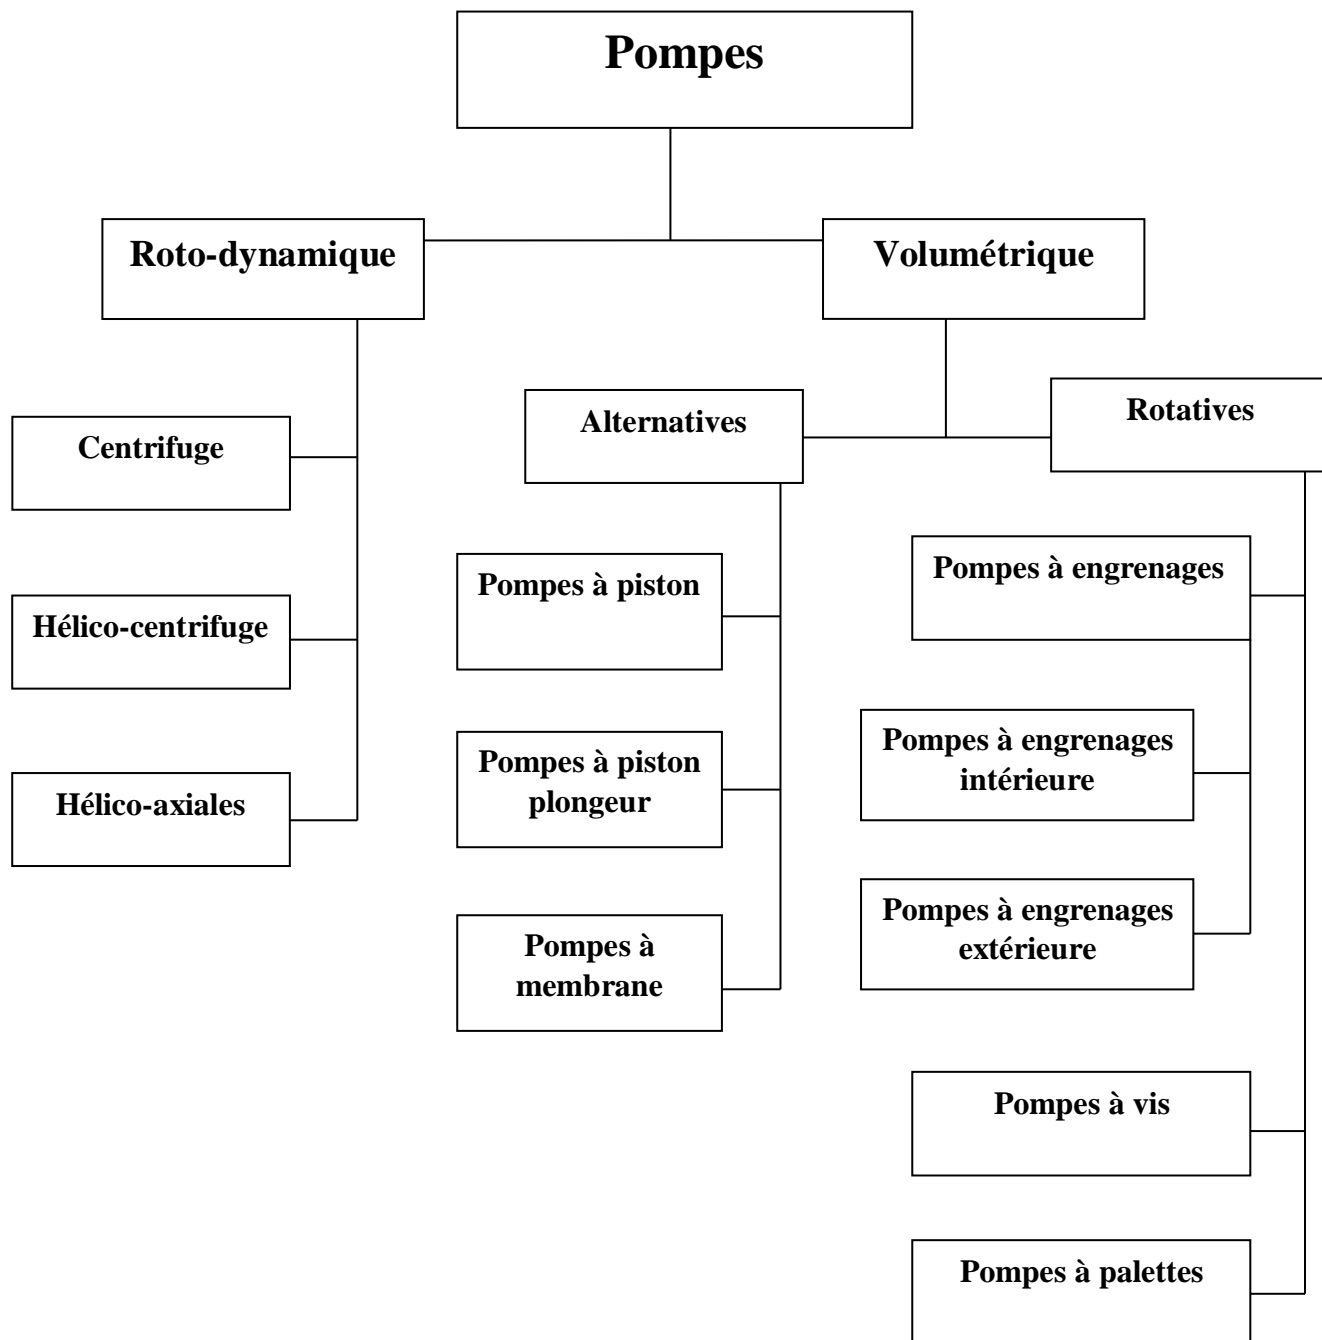 Pompes
Roto-dynamique
Volumétrique
Centrifuge
Hélico-centrifuge
Hélico-axiales
Alternatives
Pompes à piston
Pompes à piston
plongeur
Pompes à
membrane
Rotatives
Pompes à engrenages
Pompes à engrenages
intérieure
Pompes à engrenages
extérieure
Pompes à vis
Pompes à palettes